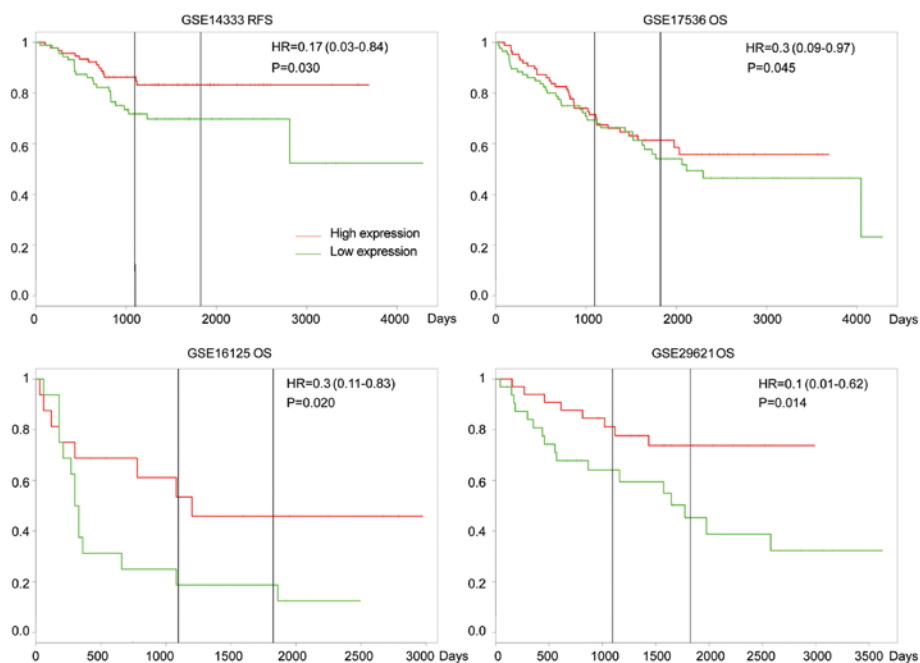 GSE14333 RFS
HR=0.17 (0.03-0.84)
P=0.030
1
0.8
0.6
0.4
0.2
0.0
High expression
Low expression
0 1000 2000 3000 4000 Days
GSE17536 OS
HR=0.3 (0.09-0.97)
P=0.045
1
0.8
0.6
0.4
0.2
0.0
0 1000 2000 3000 4000 Days
GSE16125 OS
HR=0.3 (0.11-0.83)
P=0.020
1
0.8
0.6
0.4
0.2
0
0 500 1000 1500 2000 2500 3000 Days
GSE29621 OS
HR=0.1 (0.01-0.62)
P=0.014
1
0.8
0.6
0.4
0.2
0
0 500 1000 1500 2000 2500 3000 3500 Days